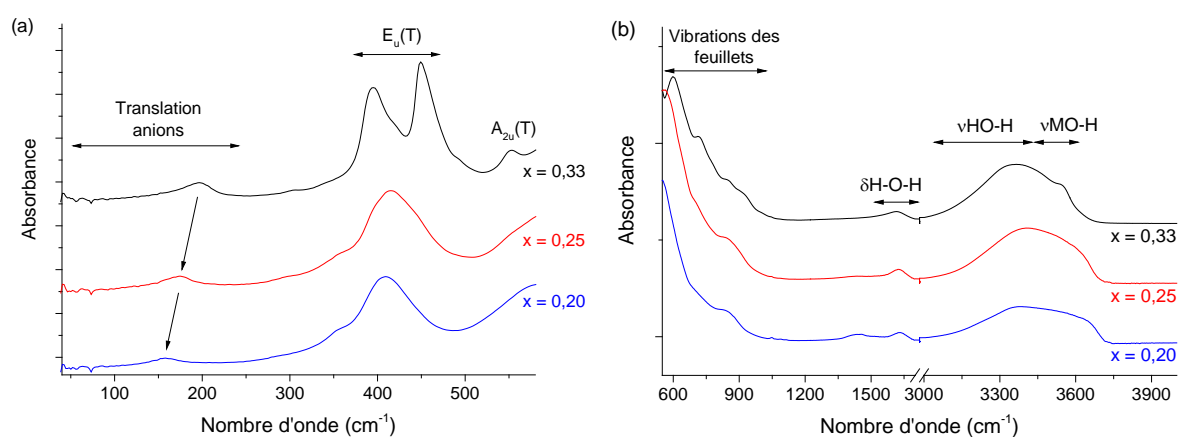 (a)
E_u(T)
Translation
anions
A_2u(T)
x = 0,33
x = 0,25
x = 0,20
Absorbance
100 200 300 400 500
Nombre d'onde (cm⁻¹)
(b)
Vibrations des
feuillets
νHO-H νMO-H
δH-O-H
x = 0,33
x = 0,25
x = 0,20
Absorbance
600 900 1200 1500 3000 3300 3600 3900
Nombre d'onde (cm⁻¹)